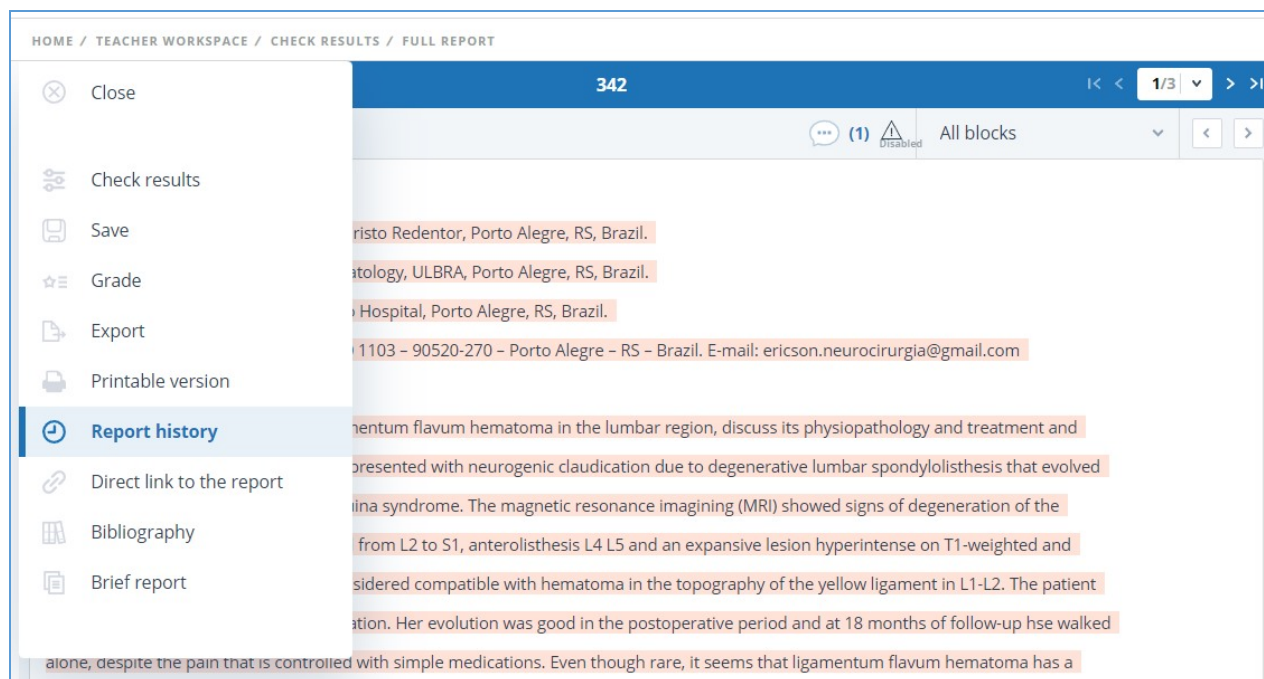 HOME / TEACHER WORKSPACE / CHECK RESULTS / FULL REPORT
Close
342
1/3
(1)
Disabled
All blocks
Check results
Save
Grade
Export
Printable version
Report history
Direct link to the report
Bibliography
Brief report
risto Redentor, Porto Alegre, RS, Brazil.
atology, ULBRA, Porto Alegre, RS, Brazil.
Hospital, Porto Alegre, RS, Brazil.
1103 – 90520-270 – Porto Alegre – RS – Brazil. E-mail: ericson.neurocirurgia@gmail.com
mentum flavum hematoma in the lumbar region, discuss its physiopathology and treatment and
presented with neurogenic claudication due to degenerative lumbar spondylolisthesis that evolved
ina syndrome. The magnetic resonance imagining (MRI) showed signs of degeneration of the
from L2 to S1, anterolisthesis L4 L5 and an expansive lesion hyperintense on T1-weighted and
sidered compatible with hematoma in the topography of the yellow ligament in L1-L2. The patient
ation. Her evolution was good in the postoperative period and at 18 months of follow-up hse walked
alone, despite the pain that is controlled with simple medications. Even though rare, it seems that ligamentum flavum hematoma has a